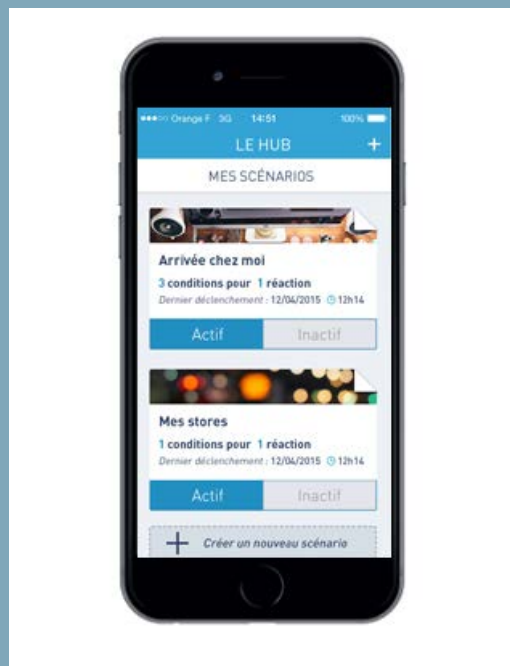 Orange F 3G 14:51 100%
LE HUB +
MES SCÉNARIOS
Arrivée chez moi
3 conditions pour 1 réaction
Dernier déclenchement : 12/04/2015 12h14
Actif Inactif
Mes stores
1 conditions pour 1 réaction
Dernier déclenchement : 12/04/2015 12h14
Actif Inactif
+ Créer un nouveau scénario